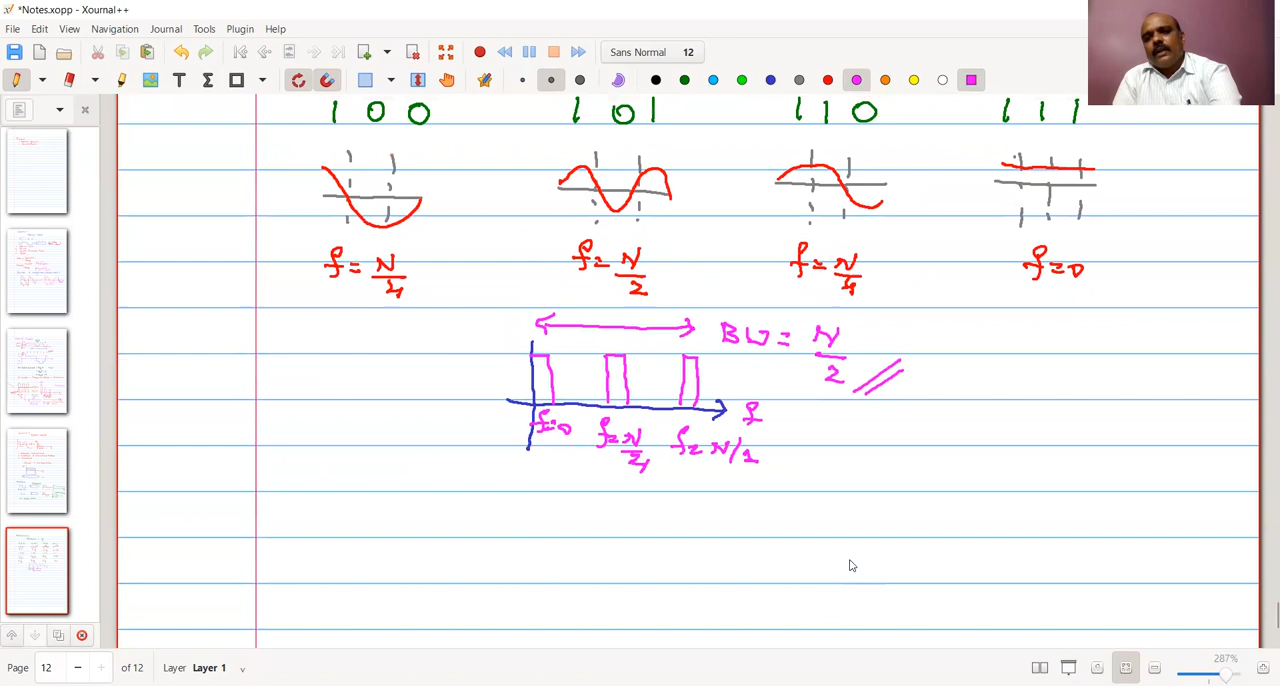 *Notes.xopp - Xournal++
File Edit View Navigation Journal Tools Plugin Help
Sans Normal 12
1 0 0 1 0 1 1 1 0 1 1 1
f = N/4 f = N/2 f = N/4 f = 0
BW = N/2
f
f=0 f = N/4 f = N/2
Page 12 of 12 Layer Layer 1 287%